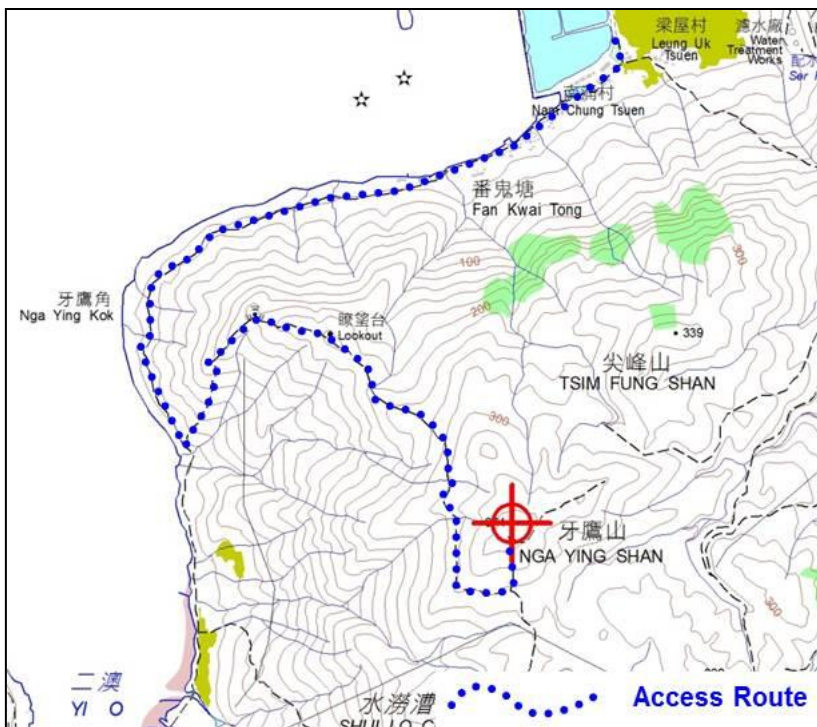 梁屋村
Leung Uk
Tsuen
濾水廠
Water
Treatment
Works
Nam Chung Tsuen
番鬼塘
Fan Kwai Tong
100
200
300
牙鷹角
Nga Ying Kok
瞭望台
Lookout
339
尖峰山
TSIM FUNG SHAN
300
牙鷹山
NGA YING SHAN
300
二澳
YI O
水澇漕
Access Route